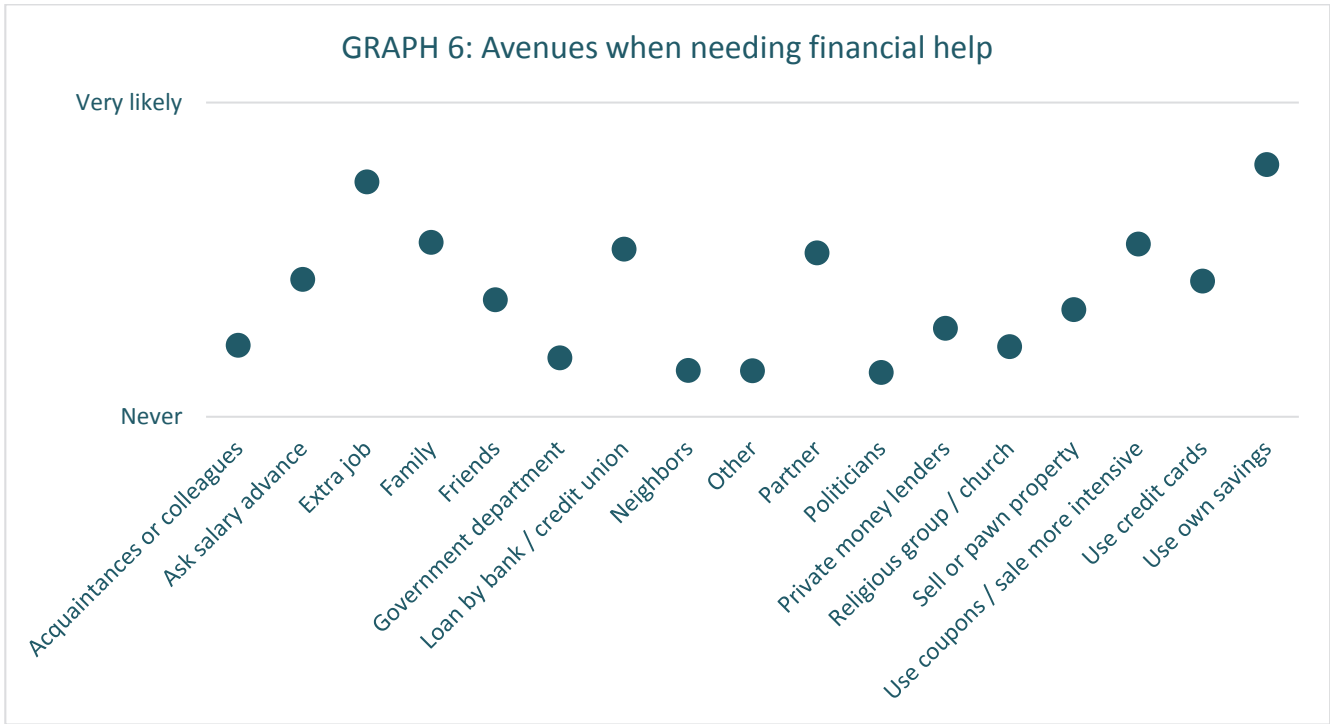 GRAPH 6: Avenues when needing financial help
Very likely
Never
Acquaintances or colleagues
Ask salary advance
Extra job
Family
Friends
Government department
Loan by bank / credit union
Neighbors
Other
Partner
Politicians
Private money lenders
Religious group / church
Sell or pawn property
Use coupons / sale more intensive
Use credit cards
Use own savings